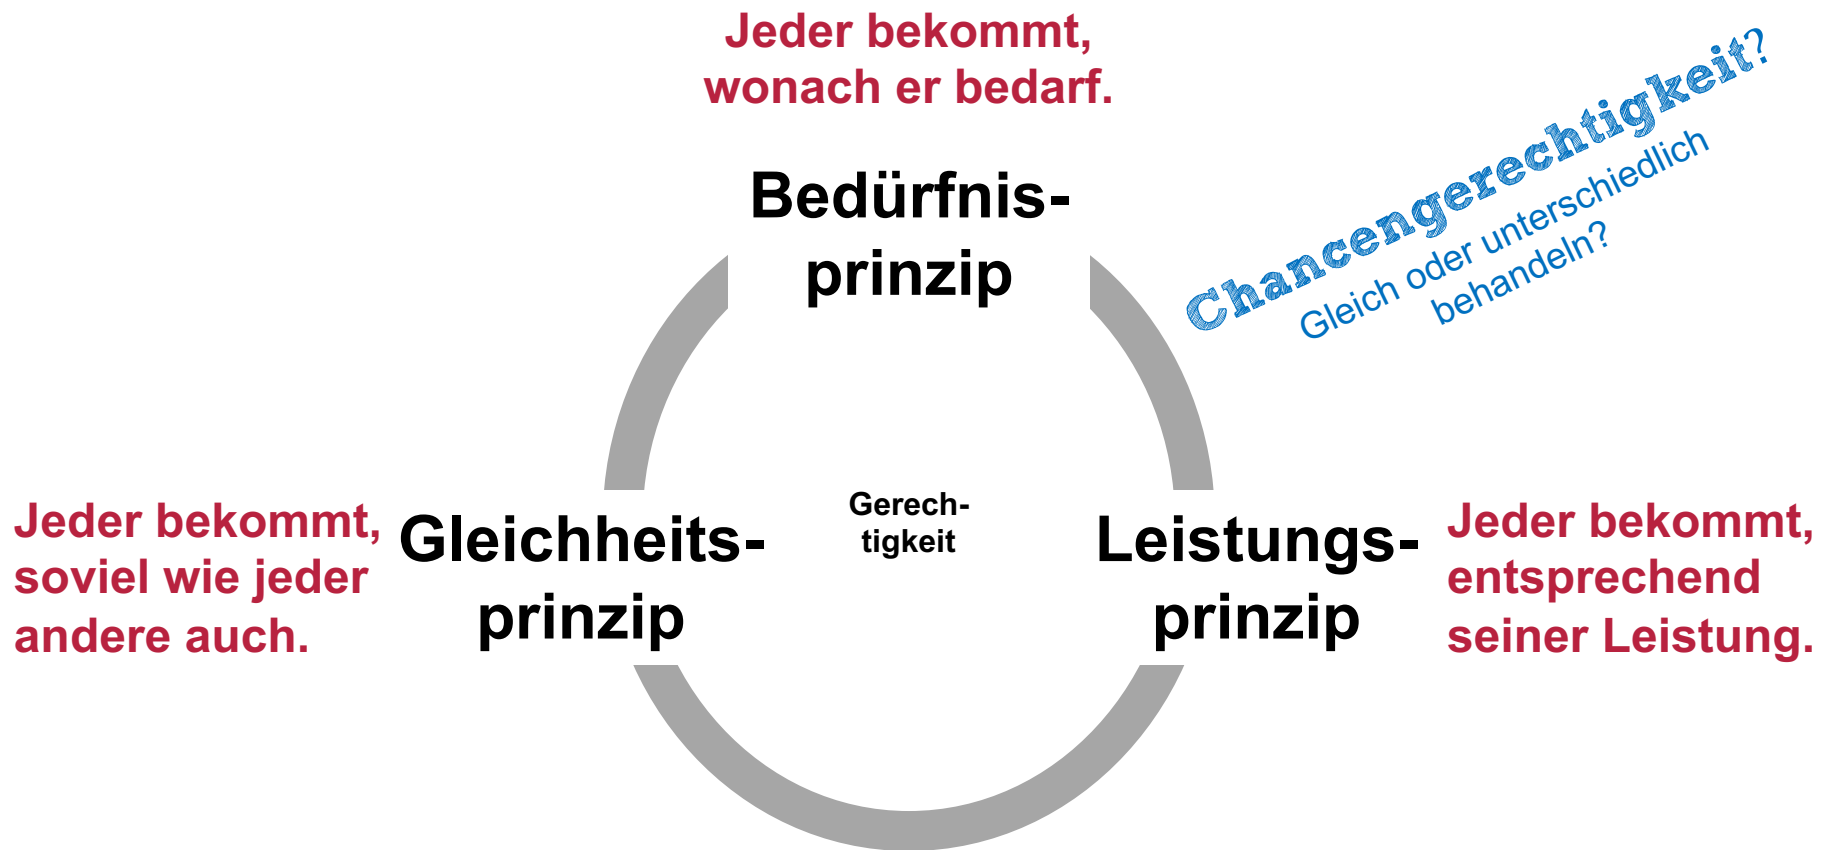 Jeder bekommt,
wonach er bedarf.
Bedürfnis-
prinzip
Chancengerechtigkeit?
Gleich oder unterschiedlich
behandeln?
Jeder bekommt,
soviel wie jeder
andere auch.
Gleichheits-
prinzip
Gerech-
tigkeit
Leistungs-
prinzip
Jeder bekommt,
entsprechend
seiner Leistung.